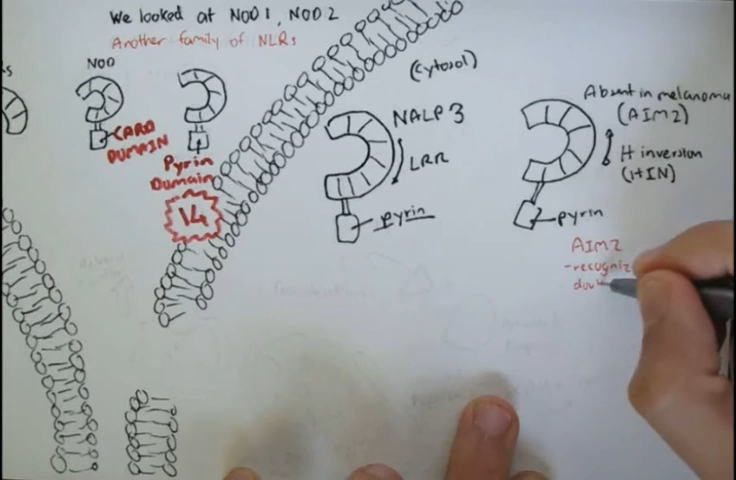 We looked at NOD1, NOD2
Another family of NLRs
NOD
CARD
DOMAIN
Pyrin
Domain
14
(Cytosol)
NALP3
LRR
pyrin
Absent in melanoma
(AIM2)
H inversion
(HIN)
pyrin
AIM2
-recogniz
dou